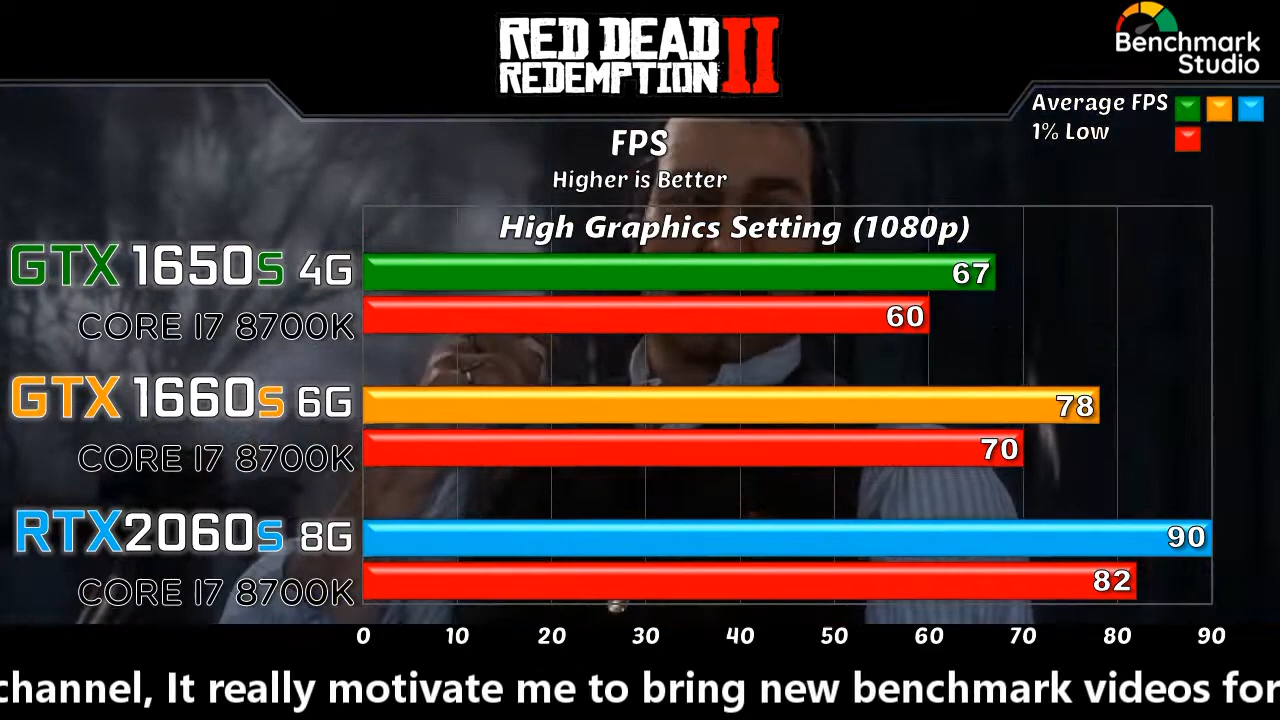 RED DEAD
REDEMPTION II
Benchmark
Studio
Average FPS
1% Low
FPS
Higher is Better
High Graphics Setting (1080p)
GTX 1650s 4G
67
CORE I7 8700K
60
GTX 1660s 6G
78
CORE I7 8700K
70
RTX2060s 8G
90
CORE I7 8700K
82
0 10 20 30 40 50 60 70 80 90
channel, It really motivate me to bring new benchmark videos for